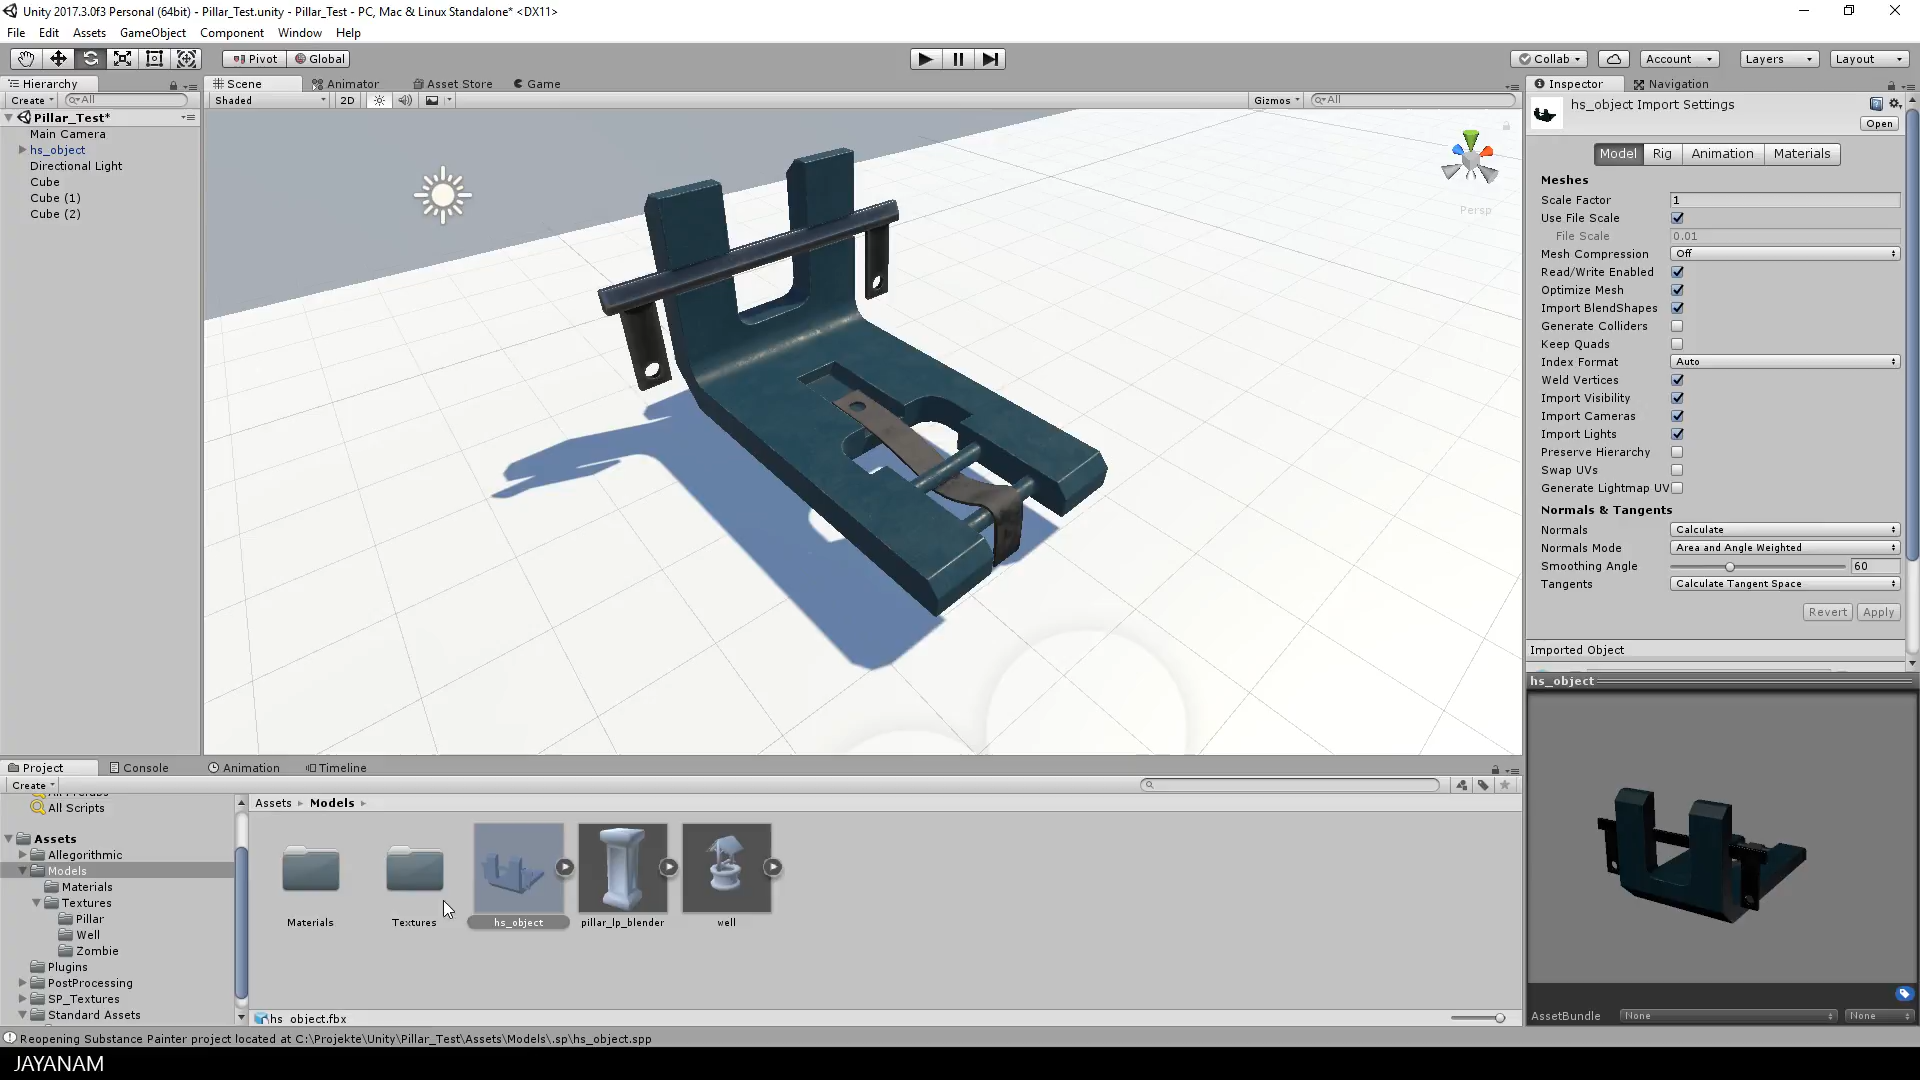 Unity 2017.3.0f3 Personal (64bit) - Pillar_Test.unity - Pillar_Test - PC, Mac & Linux Standalone* <DX11>
File Edit Assets GameObject Component Window Help
Pivot Global Collab Account Layers Layout
Hierarchy
Create All
Pillar_Test*
Main Camera
hs_object
Directional Light
Cube
Cube (1)
Cube (2)
Scene Animator Asset Store Game
Shaded 2D Gizmos All
Persp
Inspector Navigation
hs_object Import Settings
Open
Model Rig Animation Materials
Meshes
Scale Factor 1
Use File Scale
File Scale 0.01
Mesh Compression Off
Read/Write Enabled
Optimize Mesh
Import BlendShapes
Generate Colliders
Keep Quads
Index Format Auto
Weld Vertices
Import Visibility
Import Cameras
Import Lights
Preserve Hierarchy
Swap UVs
Generate Lightmap UV
Normals & Tangents
Normals Calculate
Normals Mode Area and Angle Weighted
Smoothing Angle 60
Tangents Calculate Tangent Space
Revert Apply
Imported Object
hs_object
AssetBundle None None
Project Console Animation Timeline
Create
All Scripts
Assets
Allegorithmic
Models
Materials
Textures
Pillar
Well
Zombie
Plugins
PostProcessing
SP_Textures
Standard Assets
Assets Models
Materials Textures hs_object pillar_lp_blender well
hs_object.fbx
Reopening Substance Painter project located at C:\Projekte\Unity\Pillar_Test\Assets\Models\.sp\hs_object.spp
JAYANAM